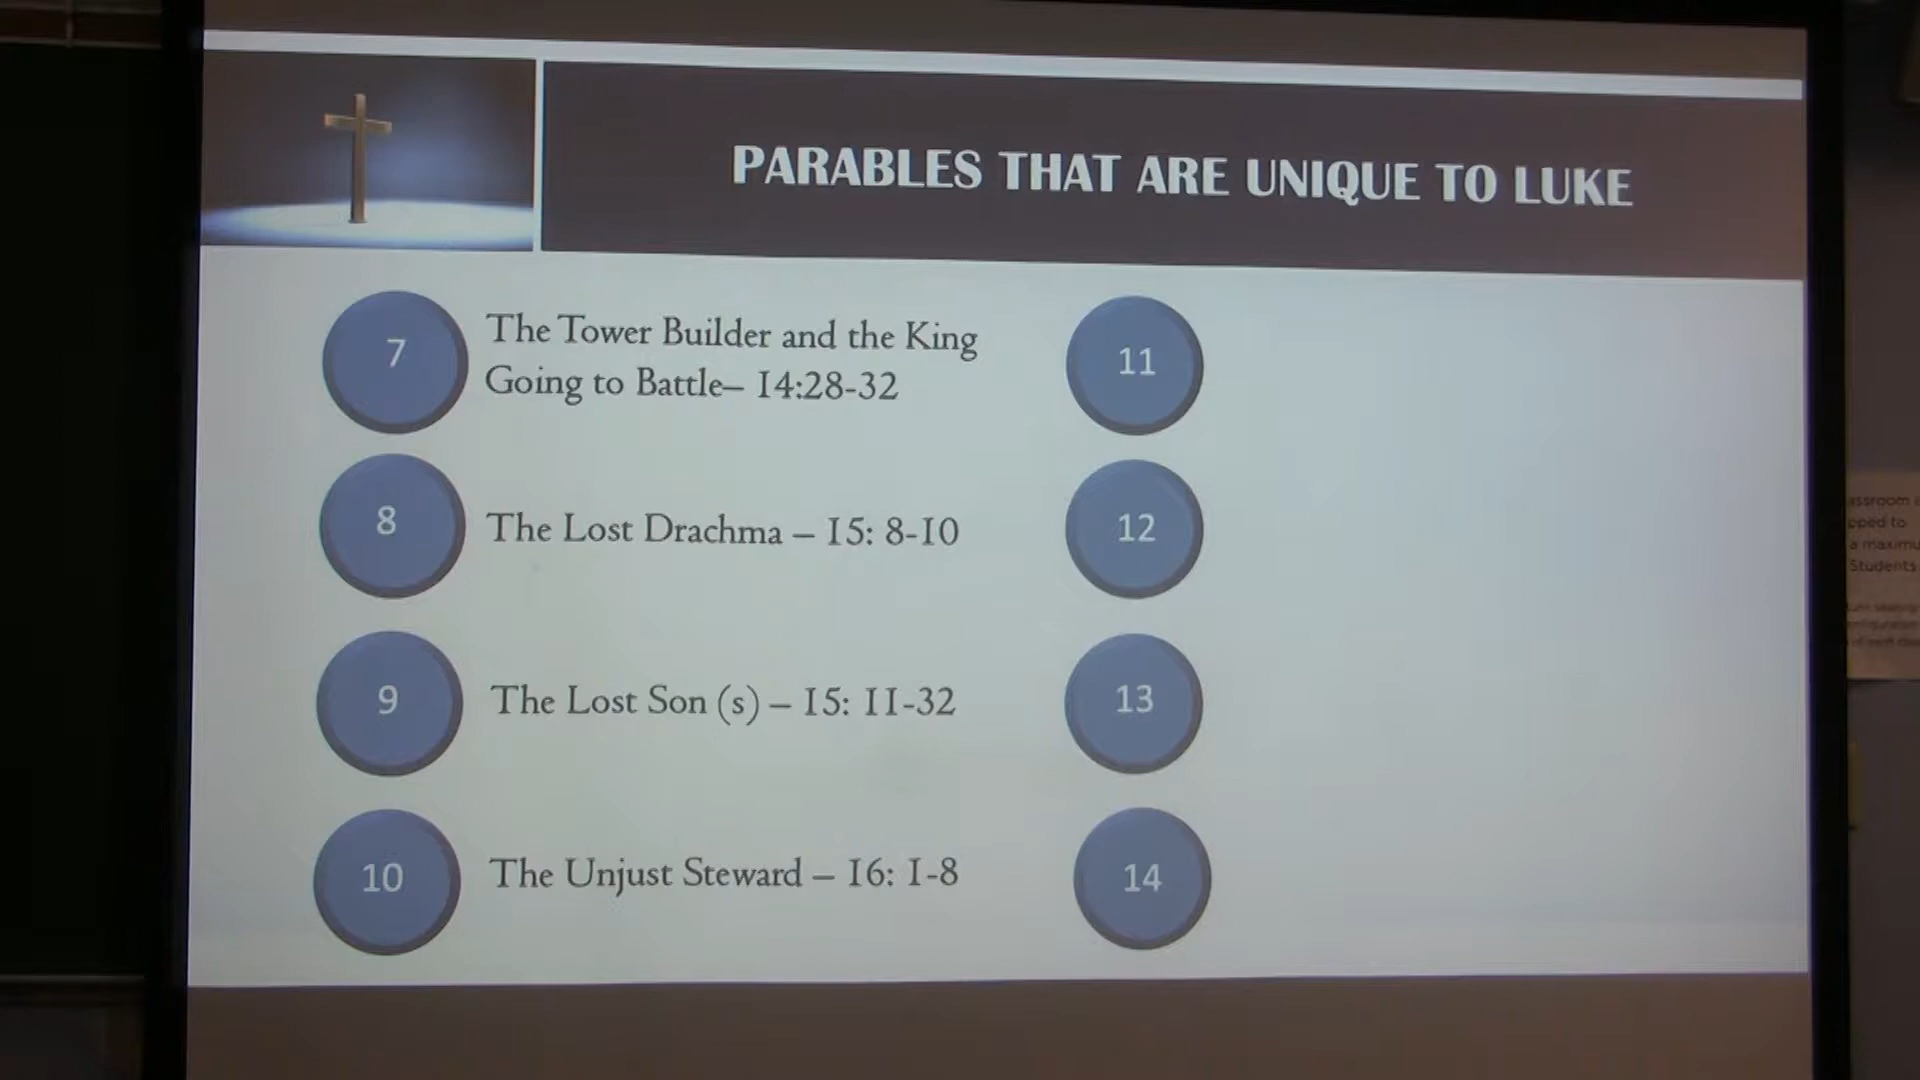 PARABLES THAT ARE UNIQUE TO LUKE
7
The Tower Builder and the King
Going to Battle– 14:28-32
8
The Lost Drachma – 15: 8-10
9
The Lost Son (s) – 15: 11-32
10
The Unjust Steward – 16: 1-8
11
12
13
14
a maximu
Students